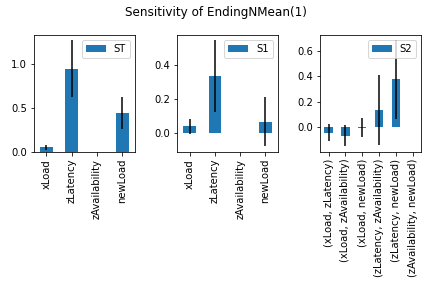 Sensitivity of EndingNMean(1)
ST
1.0
0.5
0.0
xLoad
zLatency
zAvailability
newLoad
S1
0.4
0.2
0.0
xLoad
zLatency
zAvailability
newLoad
S2
0.6
0.4
0.2
0.0
(xLoad, zLatency)
(xLoad, zAvailability)
(xLoad, newLoad)
(zLatency, zAvailability)
(zLatency, newLoad)
(zAvailability, newLoad)